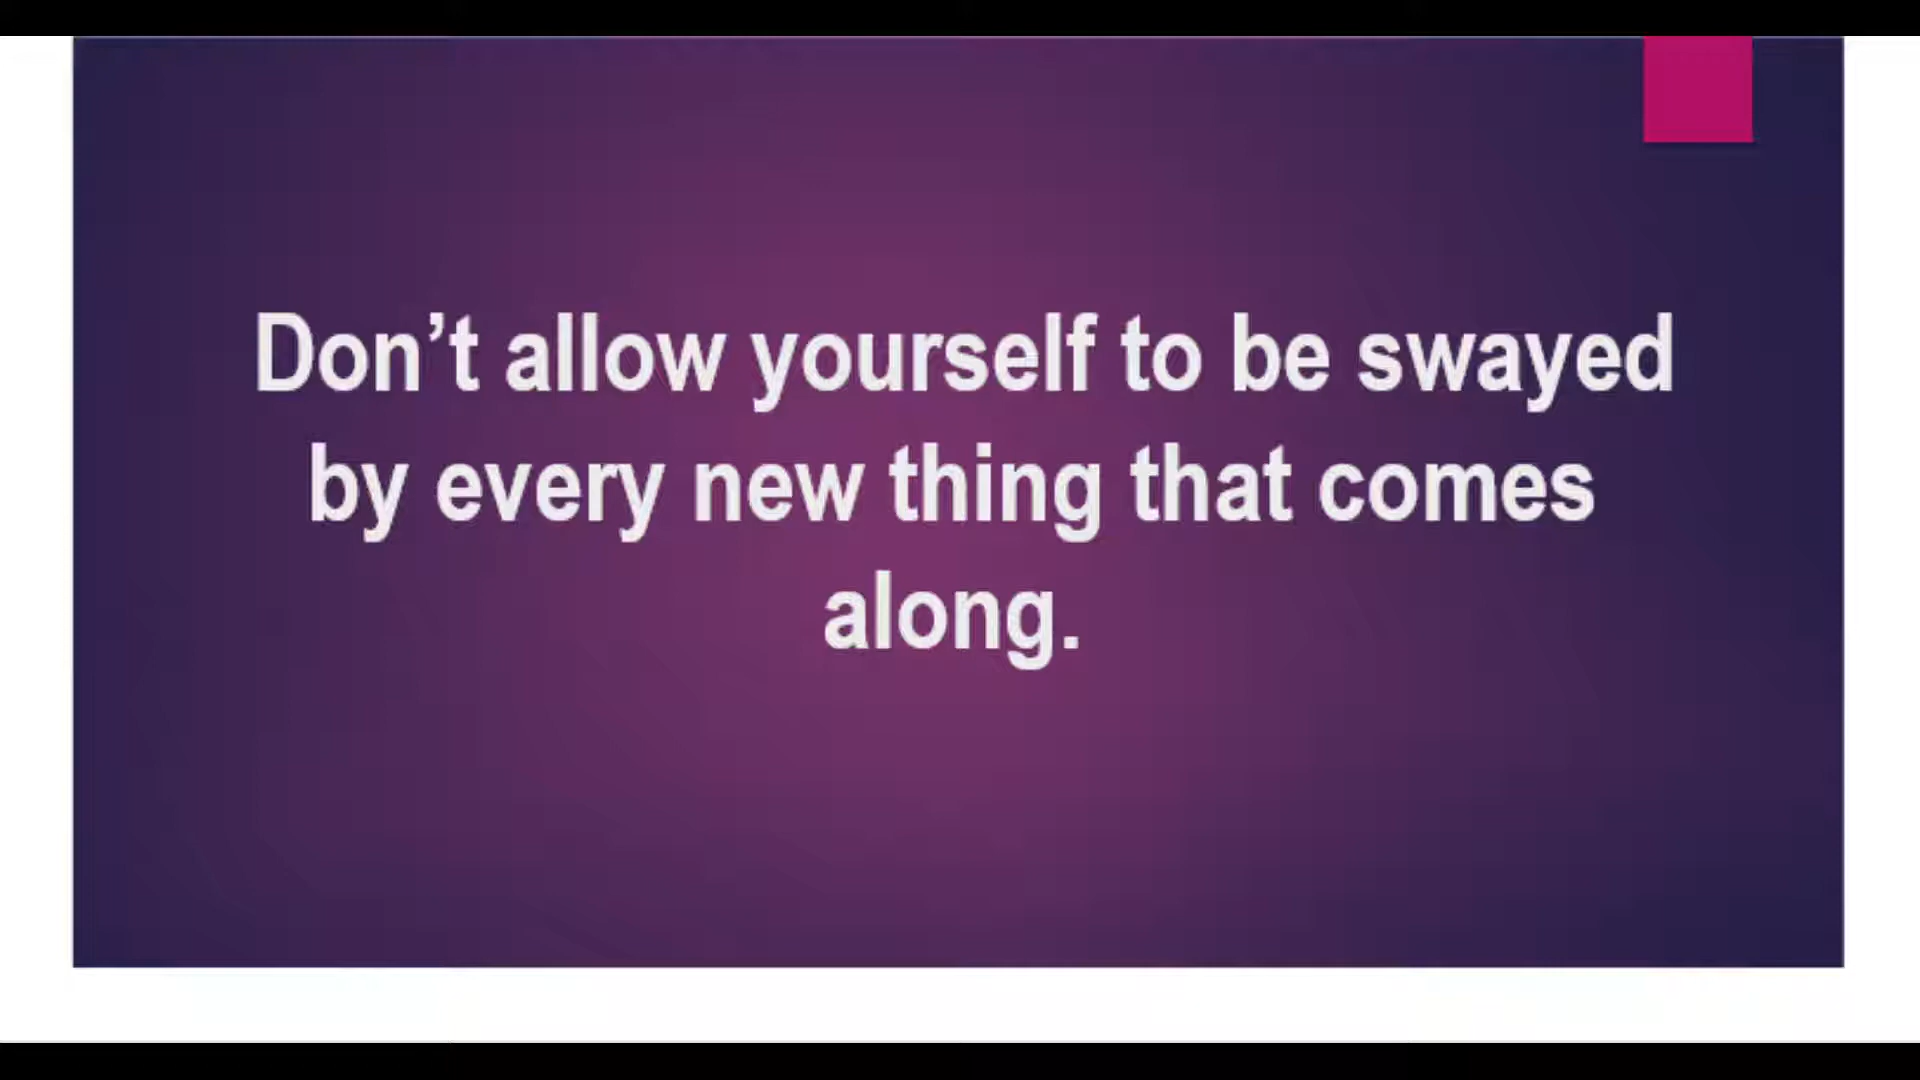 Don’t allow yourself to be swayed
by every new thing that comes
along.